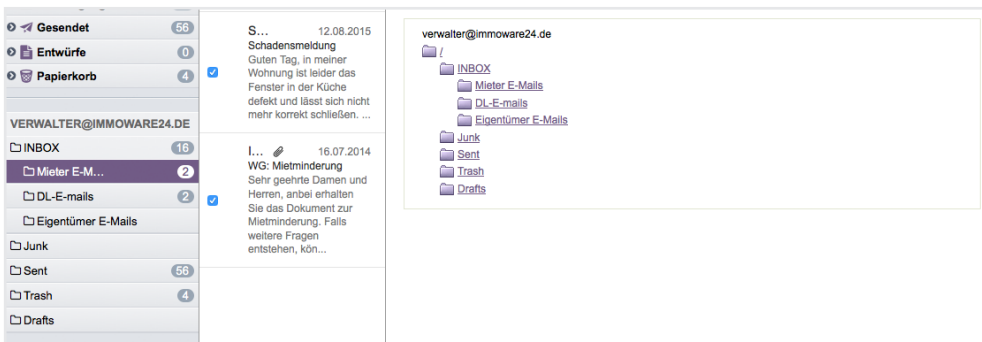 Gesendet 56
Entwürfe 0
Papierkorb 4
VERWALTER@IMMOWARE24.DE
INBOX 16
Mieter E-M... 2
DL-E-mails 2
Eigentümer E-Mails
Junk
Sent 56
Trash 4
Drafts
S... 12.08.2015
Schadensmeldung
Guten Tag, in meiner
Wohnung ist leider das
Fenster in der Küche
defekt und lässt sich nicht
mehr korrekt schließen. ...
I... 16.07.2014
WG: Mietminderung
Sehr geehrte Damen und
Herren, anbei erhalten
Sie das Dokument zur
Mietminderung. Falls
weitere Fragen
entstehen, kön...
verwalter@immoware24.de
/
INBOX
Mieter E-Mails
DL-E-mails
Eigentümer E-Mails
Junk
Sent
Trash
Drafts